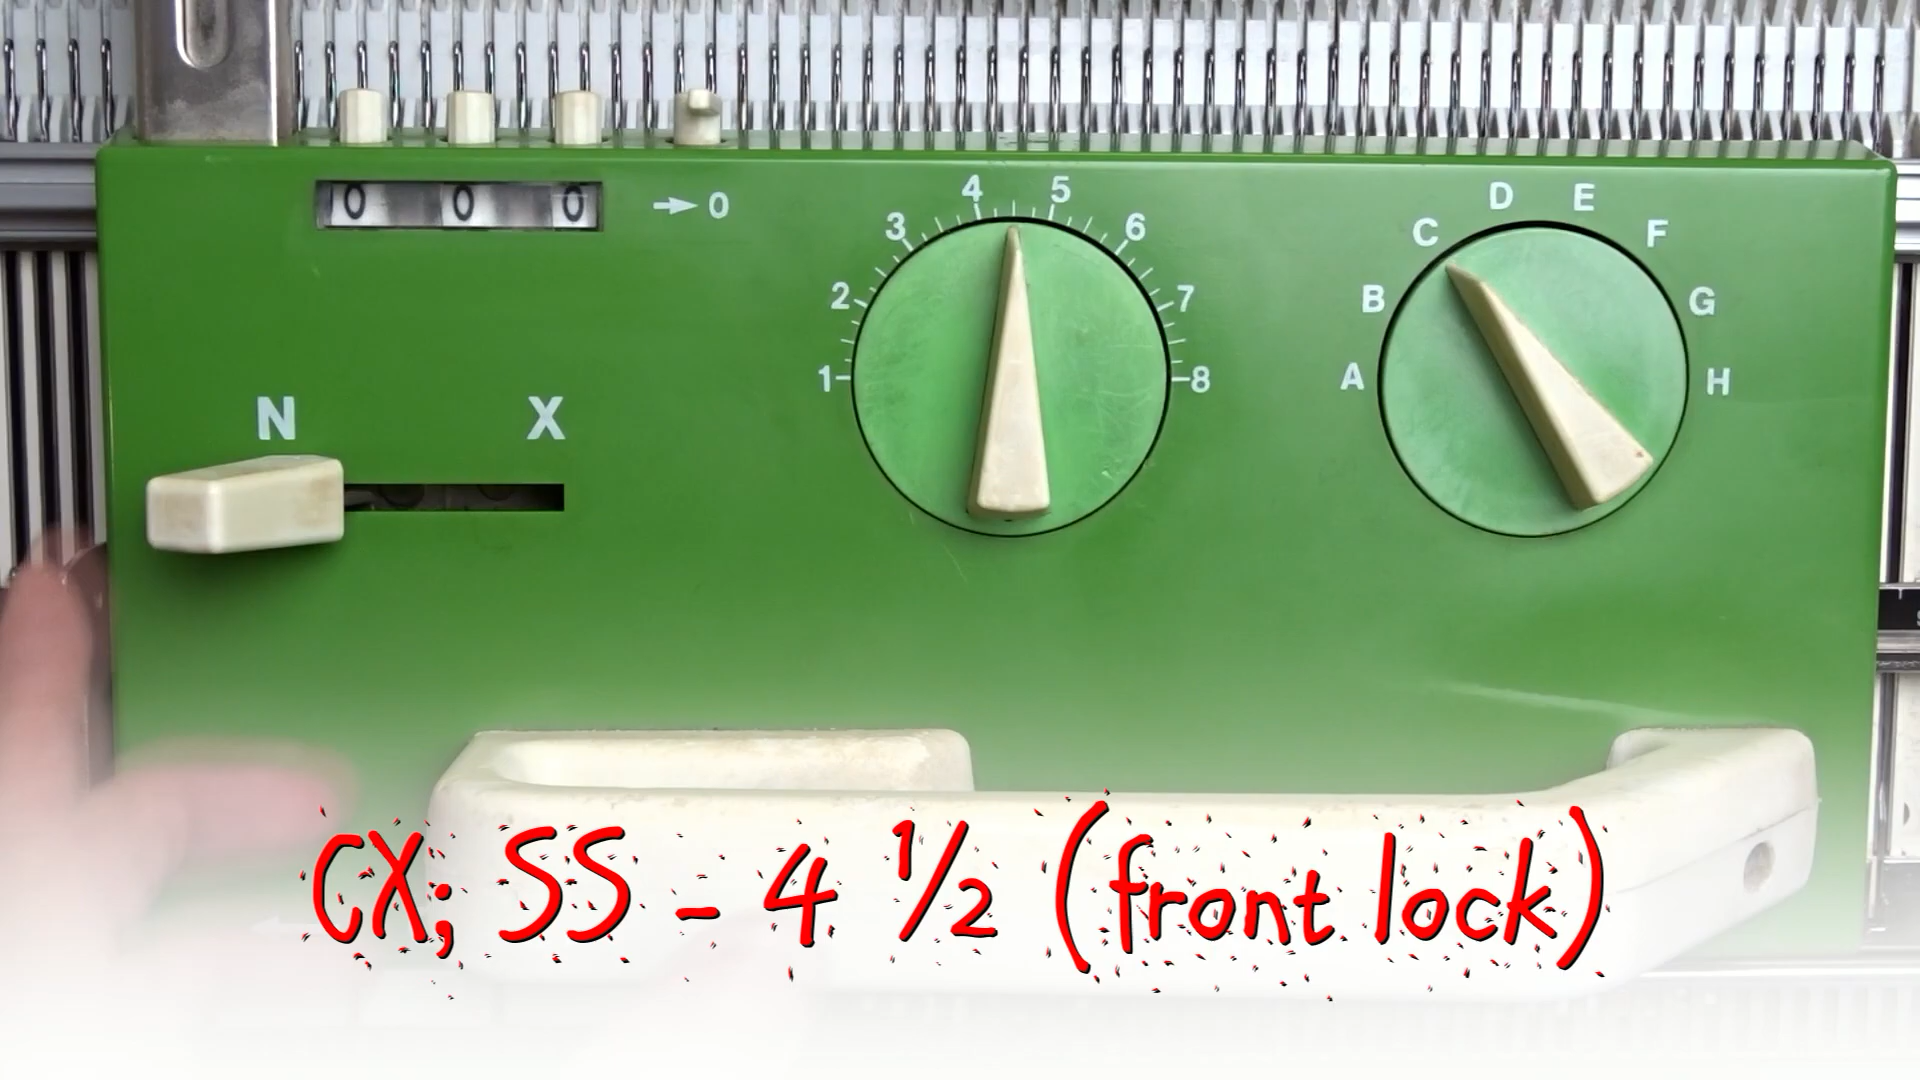 0 0 0 → 0
1 2 3 4 5 6 7 8
A B C D E F G H
N X
CX; SS - 4 ½ (front lock)